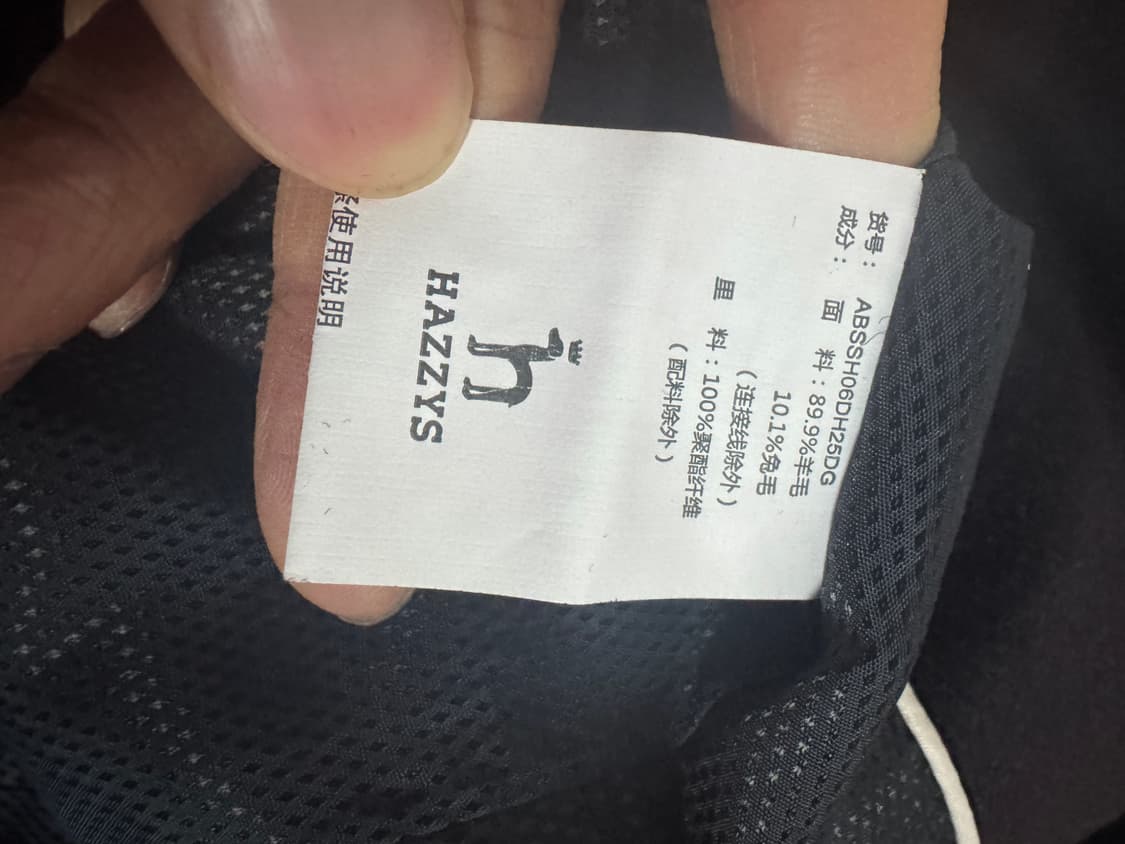 货号： ABSSH06DH25DG
成分： 面 料：89.9%羊毛
10.1%兔毛
（连接线除外）
里 料：100%聚酯纤维
（配料除外）
HAZZYS
使用说明